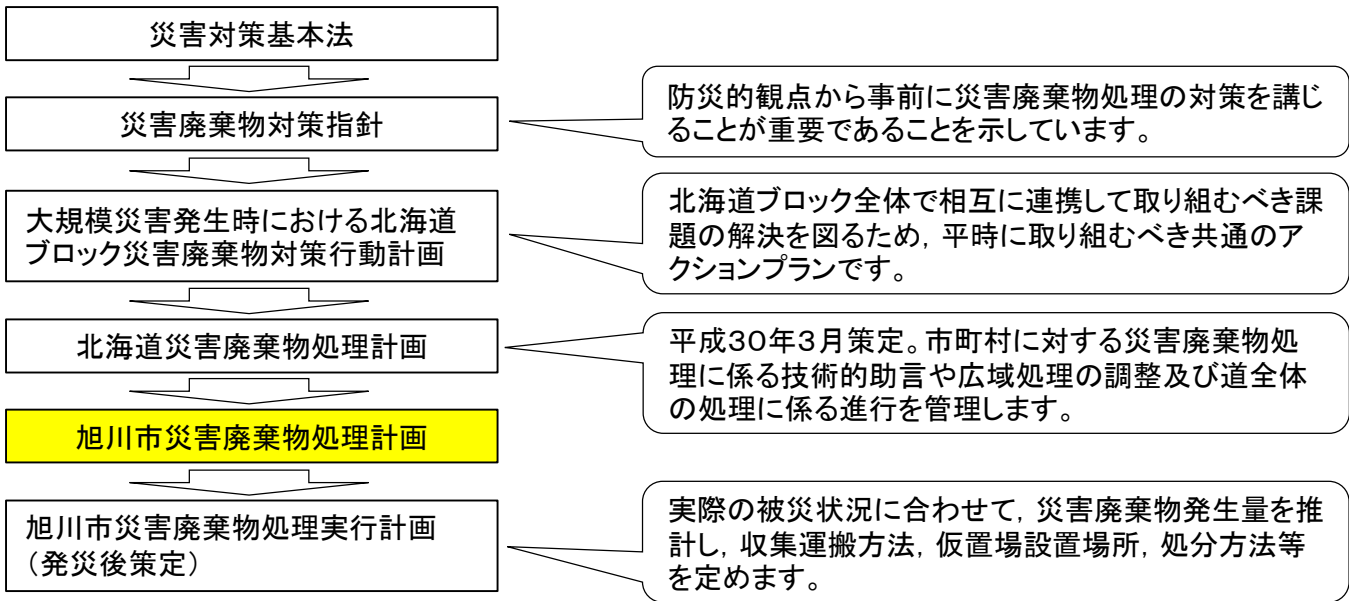 災害対策基本法
災害廃棄物対策指針
防災的観点から事前に災害廃棄物処理の対策を講じ
ることが重要であることを示しています。
大規模災害発生時における北海道
ブロック災害廃棄物対策行動計画
北海道ブロック全体で相互に連携して取り組むべき課
題の解決を図るため，平時に取り組むべき共通のア
クションプランです。
北海道災害廃棄物処理計画
平成３０年３月策定。市町村に対する災害廃棄物処
理に係る技術的助言や広域処理の調整及び道全体
の処理に係る進行を管理します。
旭川市災害廃棄物処理計画
旭川市災害廃棄物処理実行計画
（発災後策定）
実際の被災状況に合わせて，災害廃棄物発生量を推
計し，収集運搬方法，仮置場設置場所，処分方法等
を定めます。